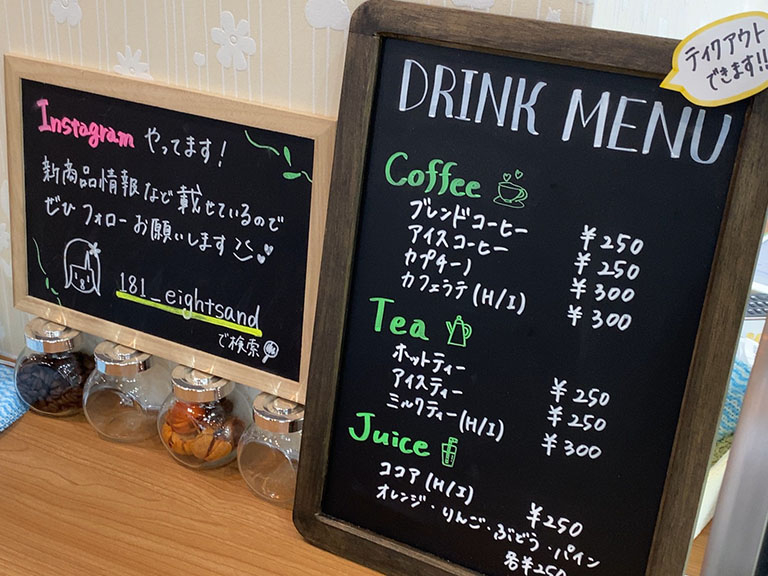 Instagram やってます!
新商品情報など載せているので
ぜひフォローお願いします
181_eightsand
で検索
ティクアウト
できます!!
DRINK MENU
Coffee
ブレンドコーヒー ¥250
アイスコーヒー ¥250
カプチーノ ¥300
カフェラテ(H/I) ¥300
Tea
ホットティー ¥250
アイスティー ¥250
ミルクティー(H/I) ¥300
Juice
ココア(H/I) ¥250
オレンジ・りんご・ぶどう・パイン
各¥250